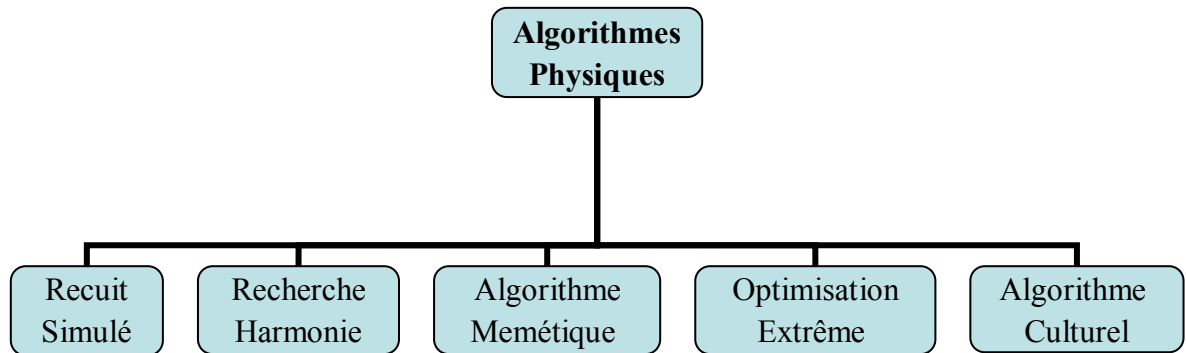 Algorithmes
Physiques
Recuit
Simulé
Recherche
Harmonie
Algorithme
Memétique
Optimisation
Extrême
Algorithme
Culturel